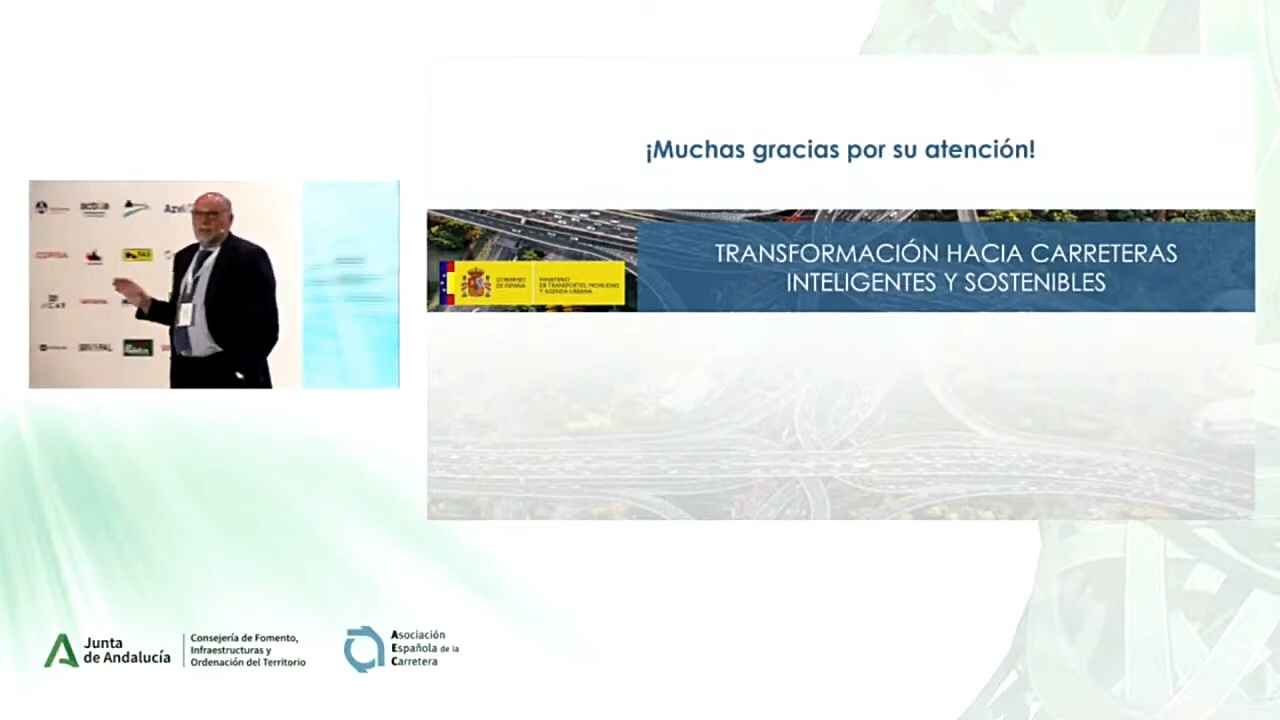 ¡Muchas gracias por su atención!
TRANSFORMACIÓN HACIA CARRETERAS
INTELIGENTES Y SOSTENIBLES
GOBIERNO
DE ESPAÑA
MINISTERIO
DE TRANSPORTES, MOVILIDAD
Y AGENDA URBANA
Junta
de Andalucía
Consejería de Fomento,
Infraestructuras y
Ordenación del Territorio
Asociación
Española de la
Carretera